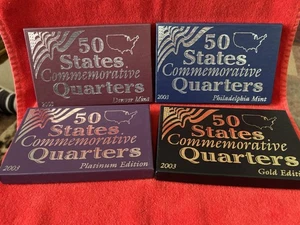 50
States
Commemorative
Quarters
Denver Mint
50
States
Commemorative
Quarters
2003
Philadelphia Mint
50
States
Commemorative
Quarters
2003
Platinum Edition
50
States
Commemorative
Quarters
2003
Gold Edition